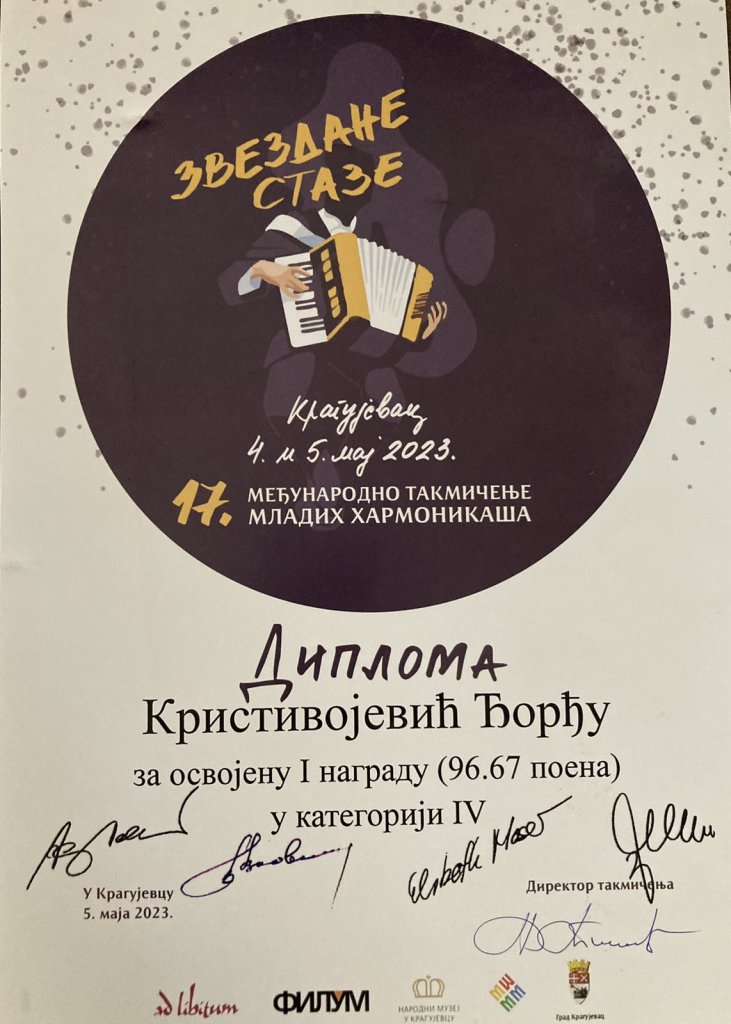 ЗВЕЗДАНЕ
СТАЗЕ
Крагујевац
4. и 5. мај 2023.
17. МЕЂУНАРОДНО ТАКМИЧЕЊЕ
МЛАДИХ ХАРМОНИКАША
ДИПЛОМА
Кристивојевић Ђорђу
за освојену I награду (96.67 поена)
у категорији IV
У Крагујевцу
5. маја 2023.
Директор такмичења
ad libitum
ФИЛУМ
НАРОДНИ МУЗЕЈ
У КРАГУЈЕВЦУ
Град Крагујевац